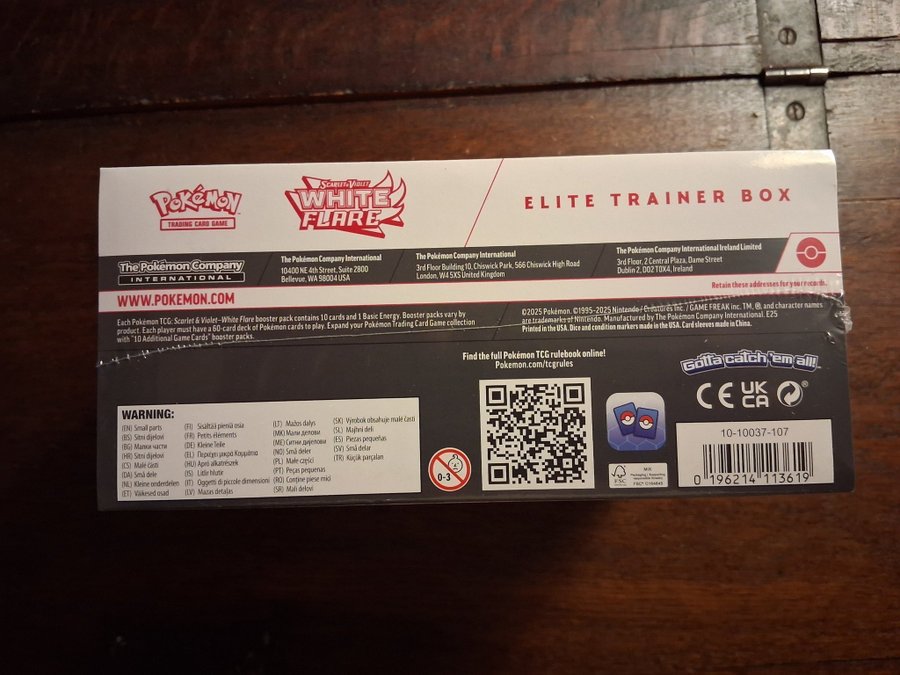 POKéMON
TRADING CARD GAME
SCARLET & VIOLET
WHITE
FLARE
ELITE TRAINER BOX
The Pokémon Company
INTERNATIONAL
The Pokémon Company International
10400 NE 4th Street, Suite 2800
Bellevue, WA 98004 USA
The Pokémon Company International
3rd Floor Building 10, Chiswick Park, 566 Chiswick High Road
London, W4 5XS United Kingdom
The Pokémon Company International Ireland Limited
3rd Floor, 2 Central Plaza, Dame Street
Dublin 2, D02 T0X4, Ireland
Retain these addresses for your records.
WWW.POKEMON.COM
Each Pokémon TCG: Scarlet & Violet—White Flare booster pack contains 10 cards and 1 Basic Energy. Booster packs vary by
product. Each player must have a 60-card deck of Pokémon cards to play. Expand your Pokémon Trading Card Game collection
with "10 Additional Game Cards" booster packs.
©2025 Pokémon. ©1995–2025 Nintendo / Creatures Inc. / GAME FREAK inc. TM, ®, and character names
are trademarks of Nintendo. Manufactured by The Pokémon Company International. E25
Printed in the USA. Dice and condition markers made in the USA. Card sleeves made in China.
Find the full Pokémon TCG rulebook online!
Pokemon.com/tcgrules
Gotta catch 'em all!
CE UK
CA
WARNING:
(EN) Small parts
(BS) Sitni dijelovi
(BG) Малки части
(HR) Sitni dijelovi
(CS) Malé části
(DA) Små dele
(NL) Kleine onderdelen
(ET) Väikesed osad
(FI) Sisältää pieniä osia
(FR) Petits éléments
(DE) Kleine Teile
(EL) Περιέχει μικρά Κομμάτια
(HU) Apró alkatrészek
(IS) Litlir hlutir
(IT) Oggetti di piccole dimensioni
(LV) Mazas detaļas
(LT) Mažos dalys
(MK) Мали делови
(ME) Ситни дијелови
(NO) Små deler
(PL) Małe części
(PT) Peças pequenas
(RO) Conține piese mici
(SR) Mali delovi
(SK) Výrobok obsahuje malé časti
(SL) Majhni deli
(ES) Piezas pequeñas
(SV) Små delar
(TR) Küçük parçalar
0-3
FSC
MIX
10-10037-107
0 196214 113619